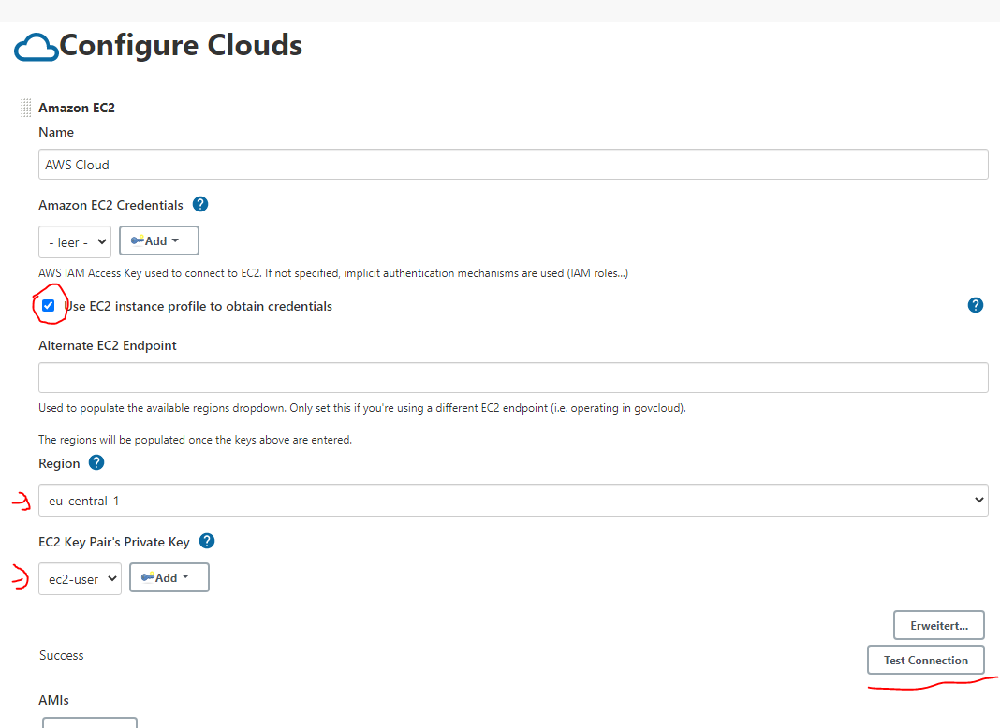 Configure Clouds
Amazon EC2
Name
AWS Cloud
Amazon EC2 Credentials ?
- leer - Add
AWS IAM Access Key used to connect to EC2. If not specified, implicit authentication mechanisms are used (IAM roles...)
Use EC2 instance profile to obtain credentials ?
Alternate EC2 Endpoint
Used to populate the available regions dropdown. Only set this if you're using a different EC2 endpoint (i.e. operating in govcloud).
The regions will be populated once the keys above are entered.
Region ?
eu-central-1
EC2 Key Pair's Private Key ?
ec2-user Add
Erweitert...
Success Test Connection
AMIs